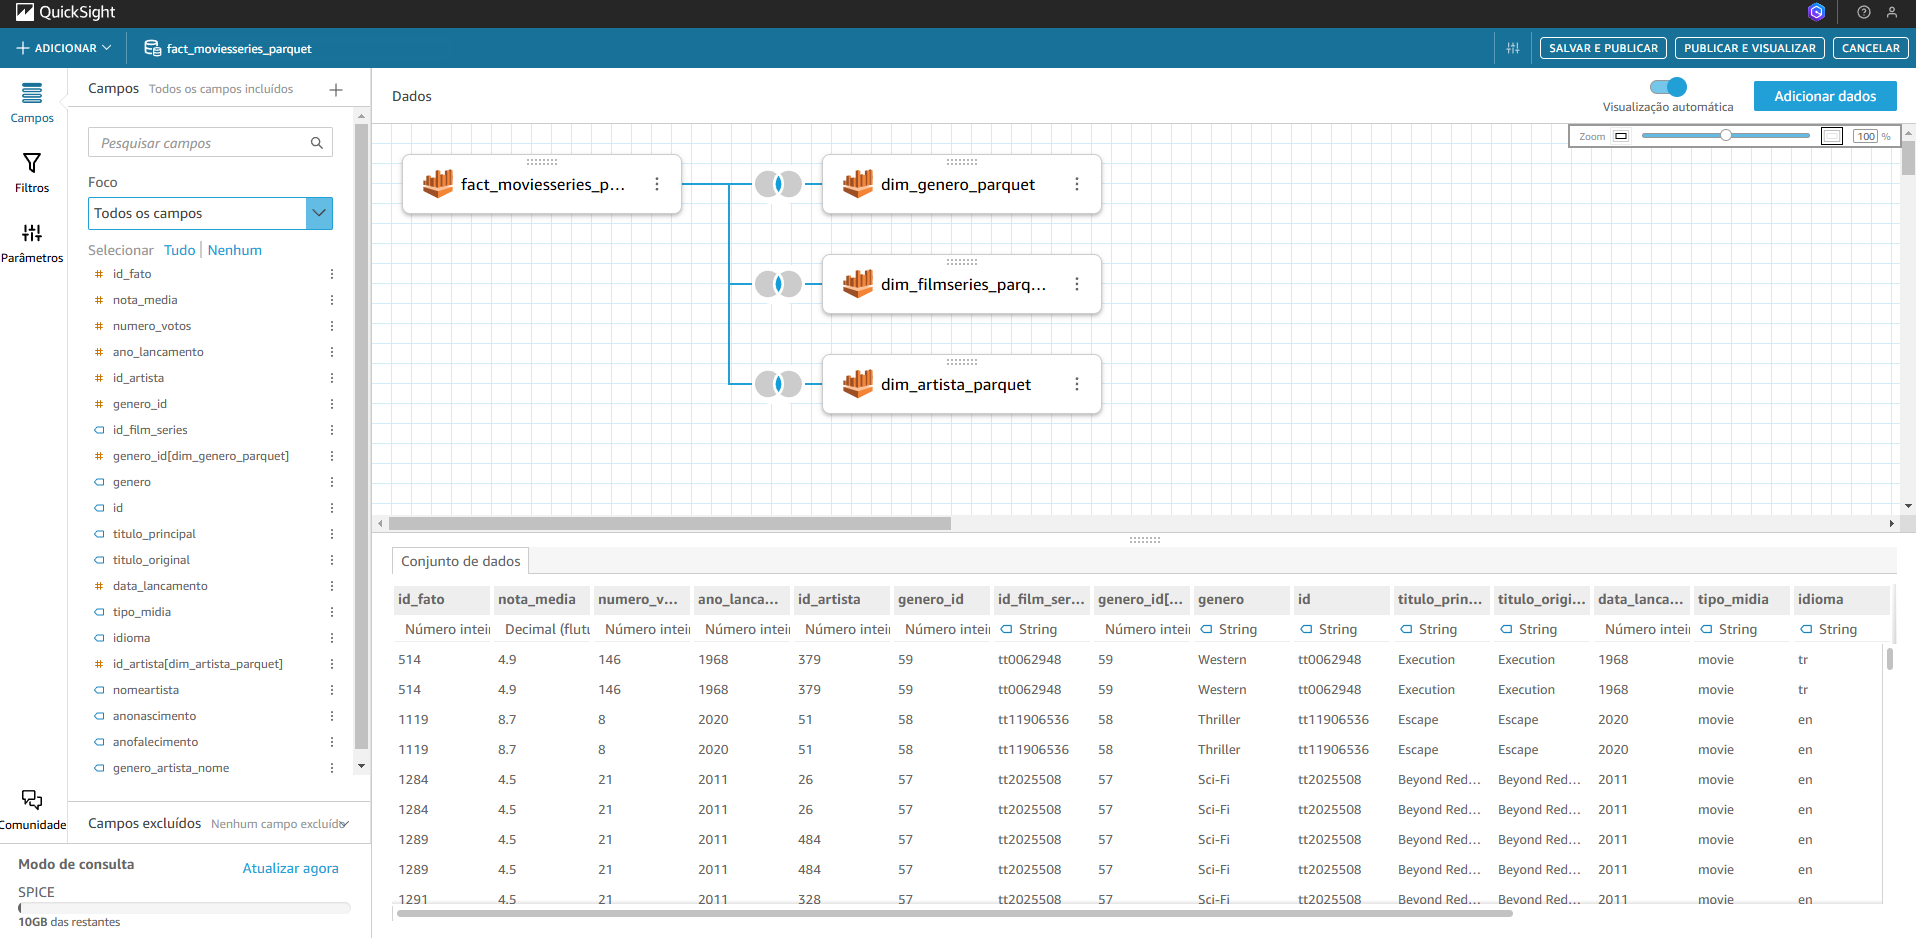 QuickSight
ADICIONAR
fact_moviesseries_parquet
SALVAR E PUBLICAR
PUBLICAR E VISUALIZAR
CANCELAR
Campos
Filtros
Parâmetros
Comunidade
Campos Todos os campos incluídos
Pesquisar campos
Foco
Todos os campos
Selecionar Tudo | Nenhum
# id_fato
# nota_media
# numero_votos
# ano_lancamento
# id_artista
# genero_id
id_film_series
# genero_id[dim_genero_parquet]
genero
id
titulo_principal
titulo_original
# data_lancamento
tipo_midia
idioma
# id_artista[dim_artista_parquet]
nomeartista
anonascimento
anofalecimento
genero_artista_nome
Campos excluídos Nenhum campo excluído
Modo de consulta Atualizar agora
SPICE
10GB das restantes
Dados
Visualização automática
Adicionar dados
Zoom 100 %
fact_moviesseries_p...
dim_genero_parquet
dim_filmseries_parq...
dim_artista_parquet
Conjunto de dados
id_fato nota_media numero_v... ano_lanca... id_artista genero_id id_film_ser... genero_id[... genero id titulo_prin... titulo_origi... data_lanca... tipo_midia idioma
Número intei Decimal (flutu Número intei Número intei Número intei Número intei String Número intei String String String String Número intei String String
514 4.9 146 1968 379 59 tt0062948 59 Western tt0062948 Execution Execution 1968 movie tr
514 4.9 146 1968 379 59 tt0062948 59 Western tt0062948 Execution Execution 1968 movie tr
1119 8.7 8 2020 51 58 tt11906536 58 Thriller tt11906536 Escape Escape 2020 movie en
1119 8.7 8 2020 51 58 tt11906536 58 Thriller tt11906536 Escape Escape 2020 movie en
1284 4.5 21 2011 26 57 tt2025508 57 Sci-Fi tt2025508 Beyond Red... Beyond Red... 2011 movie en
1284 4.5 21 2011 26 57 tt2025508 57 Sci-Fi tt2025508 Beyond Red... Beyond Red... 2011 movie en
1289 4.5 21 2011 484 57 tt2025508 57 Sci-Fi tt2025508 Beyond Red... Beyond Red... 2011 movie en
1289 4.5 21 2011 484 57 tt2025508 57 Sci-Fi tt2025508 Beyond Red... Beyond Red... 2011 movie en
1291 4.5 21 2011 328 57 tt2025508 57 Sci-Fi tt2025508 Beyond Red... Beyond Red... 2011 movie en